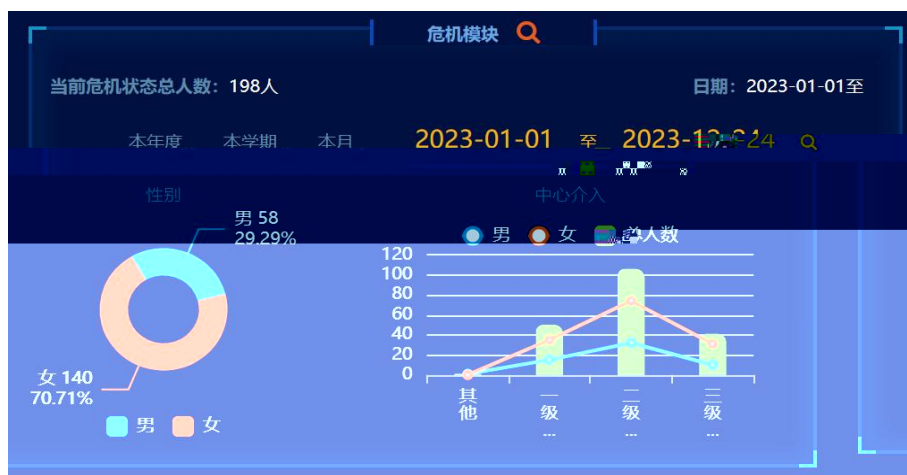 危机模块
当前危机状态总人数：198人
日期：2023-01-01至
本年度 本学期 本月 2023-01-01 至
性别
中心介入
男 58
29.29%
女 140
70.71%
男 女
男 女 总人数
120
100
80
60
40
20
0
其他 一级... 二级... 三级...